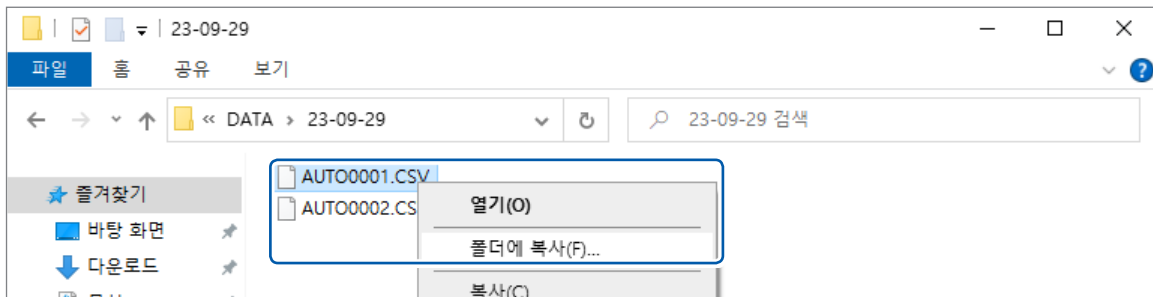 23-09-29
파일 홈 공유 보기
« DATA › 23-09-29
23-09-29 검색
즐겨찾기
바탕 화면
다운로드
AUTO0001.CSV
AUTO0002.CS
열기(O)
폴더에 복사(F)...
복사(C)